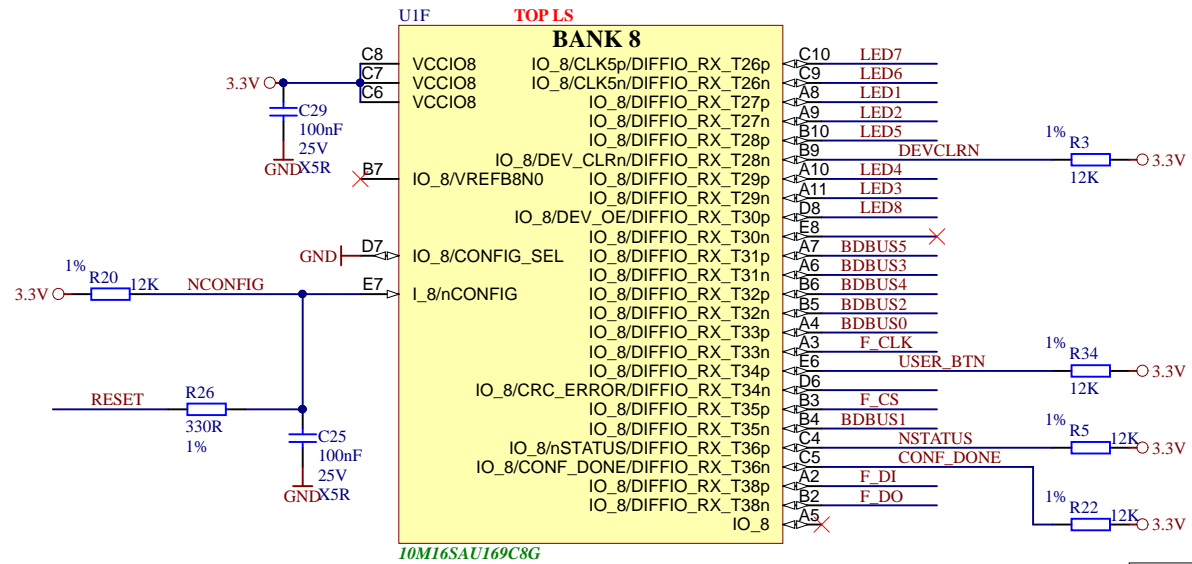 U1F TOP LS
BANK 8
C8 VCCIO8 IO_8/CLK5p/DIFFIO_RX_T26p C10 LED7
3.3V C7 VCCIO8 IO_8/CLK5n/DIFFIO_RX_T26n C9 LED6
C6 VCCIO8 IO_8/DIFFIO_RX_T27p A8 LED1
C29 IO_8/DIFFIO_RX_T27n A9 LED2
100nF IO_8/DIFFIO_RX_T28p B10 LED5 1% R3
25V IO_8/DEV_CLRn/DIFFIO_RX_T28n B9 DEVCLRN 3.3V
GND X5R B7 IO_8/VREFB8N0 IO_8/DIFFIO_RX_T29p A10 LED4 12K
IO_8/DIFFIO_RX_T29n A11 LED3
IO_8/DEV_OE/DIFFIO_RX_T30p D8 LED8
IO_8/DIFFIO_RX_T30n E8
GND D7 IO_8/CONFIG_SEL IO_8/DIFFIO_RX_T31p A7 BDBUS5
1% R20 IO_8/DIFFIO_RX_T31n A6 BDBUS3
3.3V 12K NCONFIG E7 I_8/nCONFIG IO_8/DIFFIO_RX_T32p B6 BDBUS4
IO_8/DIFFIO_RX_T32n B5 BDBUS2
IO_8/DIFFIO_RX_T33p A4 BDBUS0
IO_8/DIFFIO_RX_T33n A3 F_CLK 1% R34
IO_8/DIFFIO_RX_T34p E6 USER_BTN 3.3V
R26 IO_8/CRC_ERROR/DIFFIO_RX_T34n D6 12K
RESET IO_8/DIFFIO_RX_T35p B3 F_CS
330R C25 IO_8/DIFFIO_RX_T35n B4 BDBUS1 1% R5
1% 100nF IO_8/nSTATUS/DIFFIO_RX_T36p C4 NSTATUS 12K 3.3V
25V IO_8/CONF_DONE/DIFFIO_RX_T36n C5 CONF_DONE
GND X5R IO_8/DIFFIO_RX_T38p A2 F_DI
IO_8/DIFFIO_RX_T38n B2 F_DO 1% R22
IO_8 A5 12K 3.3V
10M16SAU169C8G